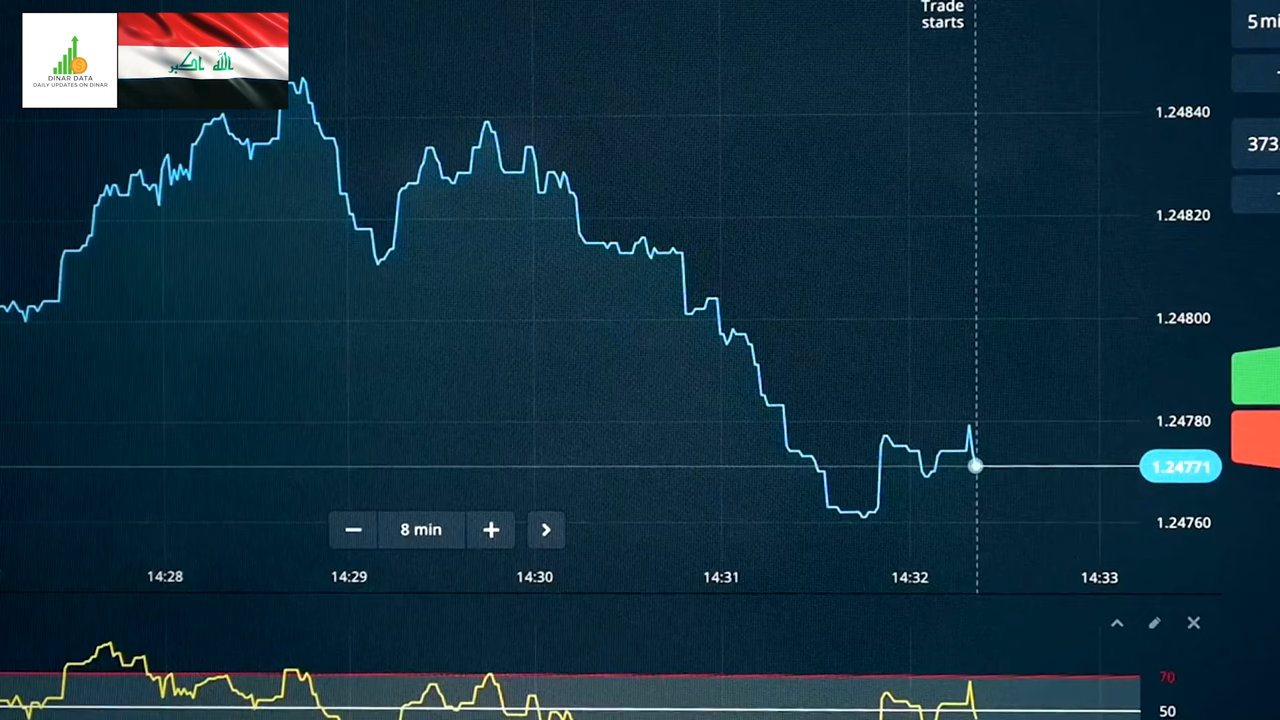 DINAR DATA
DAILY UPDATES ON DINAR
الله اكبر
Trade
starts
5 mi
373
1.24840
1.24820
1.24800
1.24780
1.24771
1.24760
8 min
14:28
14:29
14:30
14:31
14:32
14:33
70
50